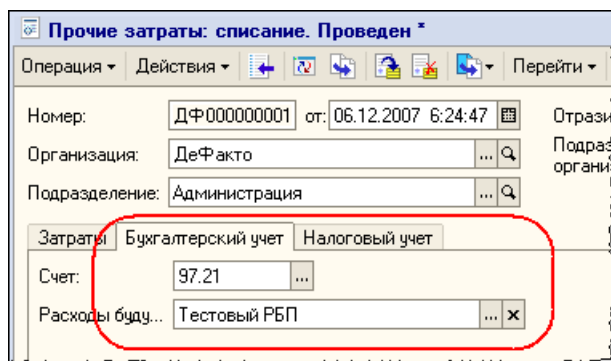 Прочие затраты: списание. Проведен *
Операция Действия Перейти
Номер: ДФ000000001 от: 06.12.2007 6:24:47 Отрази
Организация: ДеФакто ... Подраз
органи
Подразделение: Администрация ...
Затраты Бухгалтерский учет Налоговый учет
Счет: 97.21 ...
Расходы буду... Тестовый РБП ... ×